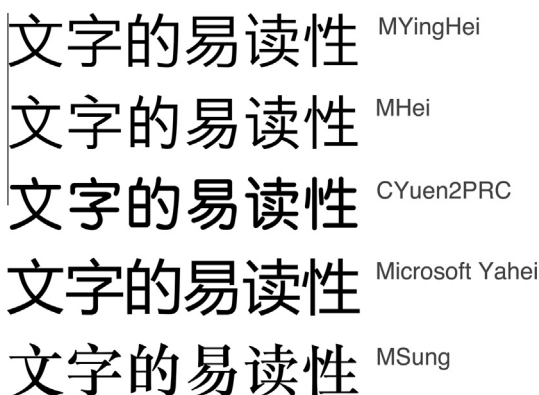 文字的易读性 MYingHei
文字的易读性 MHei
文字的易读性 CYuen2PRC
文字的易读性 Microsoft Yahei
文字的易读性 MSung